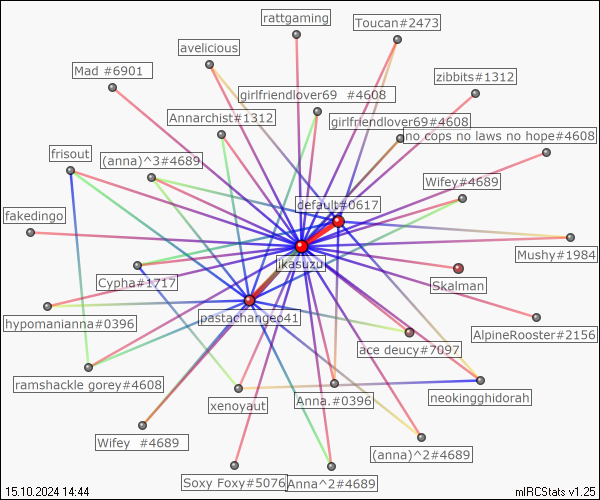 rattgaming
Toucan#2473
avelicious
Mad #6901
zibbits#1312
girlfriendlover69 #4608
Annarchist#1312
girlfriendlover69#4608
no cops no laws no hope#4608
frisout
(anna)^3#4689
Wifey#4689
default#0617
fakedingo
Mushy#1984
jkasuzu
Cypha#1717
Skalman
hypomanianna#0396
pastachangeo41
AlpineRooster#2156
ace deucy#7097
ramshackle gorey#4608
xenoyaut
Anna.#0396
neokingghidorah
Wifey #4689
(anna)^2#4689
Soxy Foxy#5076
Anna^2#4689
15.10.2024 14:44
mIRCStats v1.25